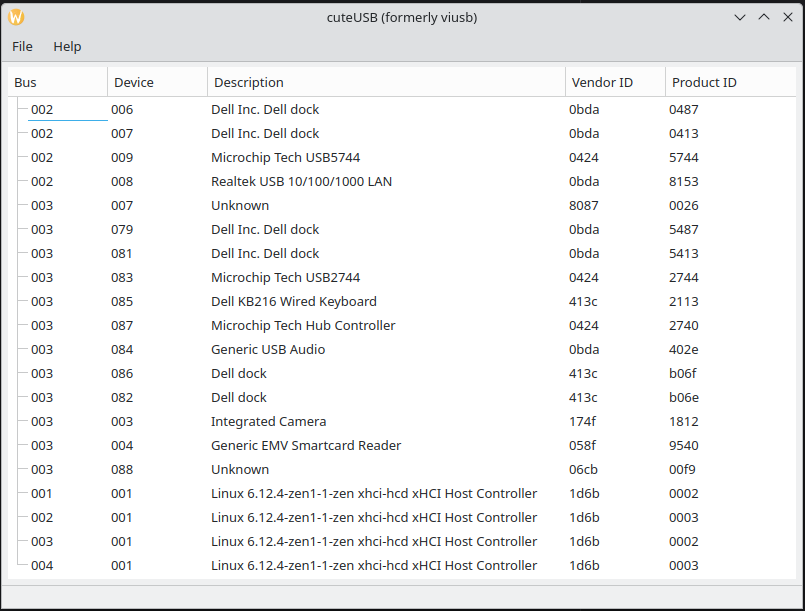 W
cuteUSB (formerly viusb)
File Help
Bus Device Description Vendor ID Product ID
002 006 Dell Inc. Dell dock 0bda 0487
002 007 Dell Inc. Dell dock 0bda 0413
002 009 Microchip Tech USB5744 0424 5744
002 008 Realtek USB 10/100/1000 LAN 0bda 8153
003 007 Unknown 8087 0026
003 079 Dell Inc. Dell dock 0bda 5487
003 081 Dell Inc. Dell dock 0bda 5413
003 083 Microchip Tech USB2744 0424 2744
003 085 Dell KB216 Wired Keyboard 413c 2113
003 087 Microchip Tech Hub Controller 0424 2740
003 084 Generic USB Audio 0bda 402e
003 086 Dell dock 413c b06f
003 082 Dell dock 413c b06e
003 003 Integrated Camera 174f 1812
003 004 Generic EMV Smartcard Reader 058f 9540
003 088 Unknown 06cb 00f9
001 001 Linux 6.12.4-zen1-1-zen xhci-hcd xHCI Host Controller 1d6b 0002
002 001 Linux 6.12.4-zen1-1-zen xhci-hcd xHCI Host Controller 1d6b 0003
003 001 Linux 6.12.4-zen1-1-zen xhci-hcd xHCI Host Controller 1d6b 0002
004 001 Linux 6.12.4-zen1-1-zen xhci-hcd xHCI Host Controller 1d6b 0003